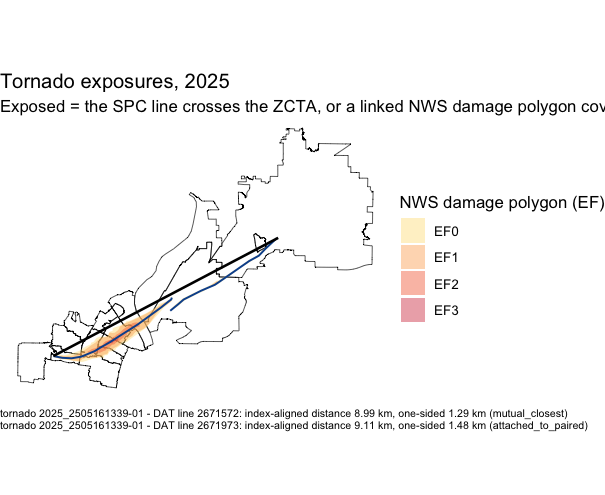 Tornado exposures, 2025
Exposed = the SPC line crosses the ZCTA, or a linked NWS damage polygon cov
NWS damage polygon (EF)
EF0
EF1
EF2
EF3
tornado 2025_2505161339-01 - DAT line 2671572: index-aligned distance 8.99 km, one-sided 1.29 km (mutual_closest)
tornado 2025_2505161339-01 - DAT line 2671973: index-aligned distance 9.11 km, one-sided 1.48 km (attached_to_paired)